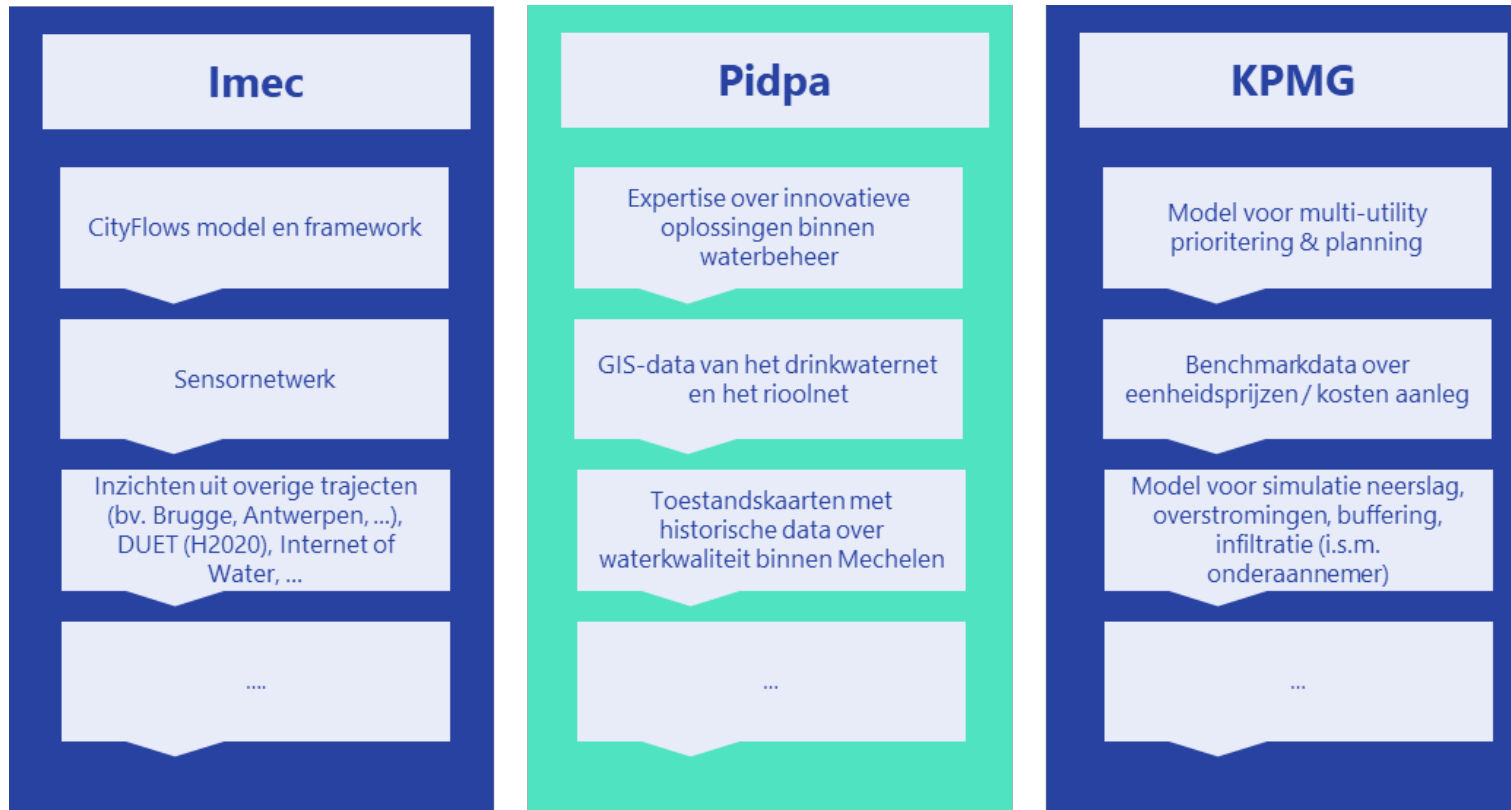 Imec
CityFlows model en framework
Sensornetwerk
Inzichten uit overige trajecten
(bv. Brugge, Antwerpen, ...),
DUET (H2020), Internet of
Water, ...
....
Pidpa
Expertise over innovatieve
oplossingen binnen
waterbeheer
GIS-data van het drinkwaternet
en het rioolnet
Toestandskaarten met
historische data over
waterkwaliteit binnen Mechelen
...
KPMG
Model voor multi-utility
prioritering & planning
Benchmarkdata over
eenheidsprijzen / kosten aanleg
Model voor simulatie neerslag,
overstromingen, buffering,
infiltratie (i.s.m.
onderaannemer)
...